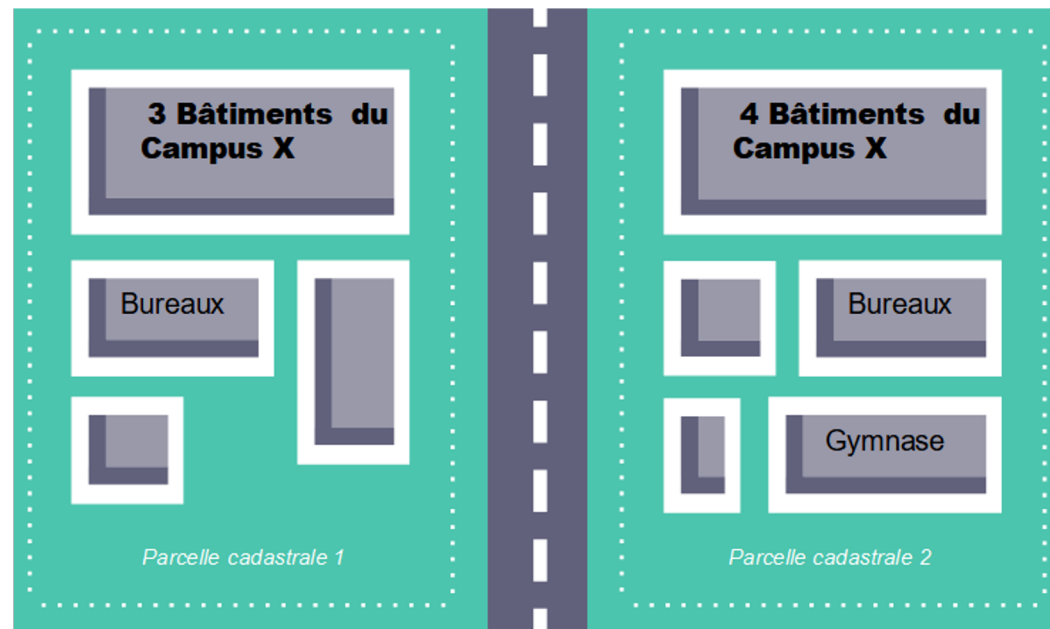 3 Bâtiments du
Campus X
Bureaux
Parcelle cadastrale 1
4 Bâtiments du
Campus X
Bureaux
Gymnase
Parcelle cadastrale 2